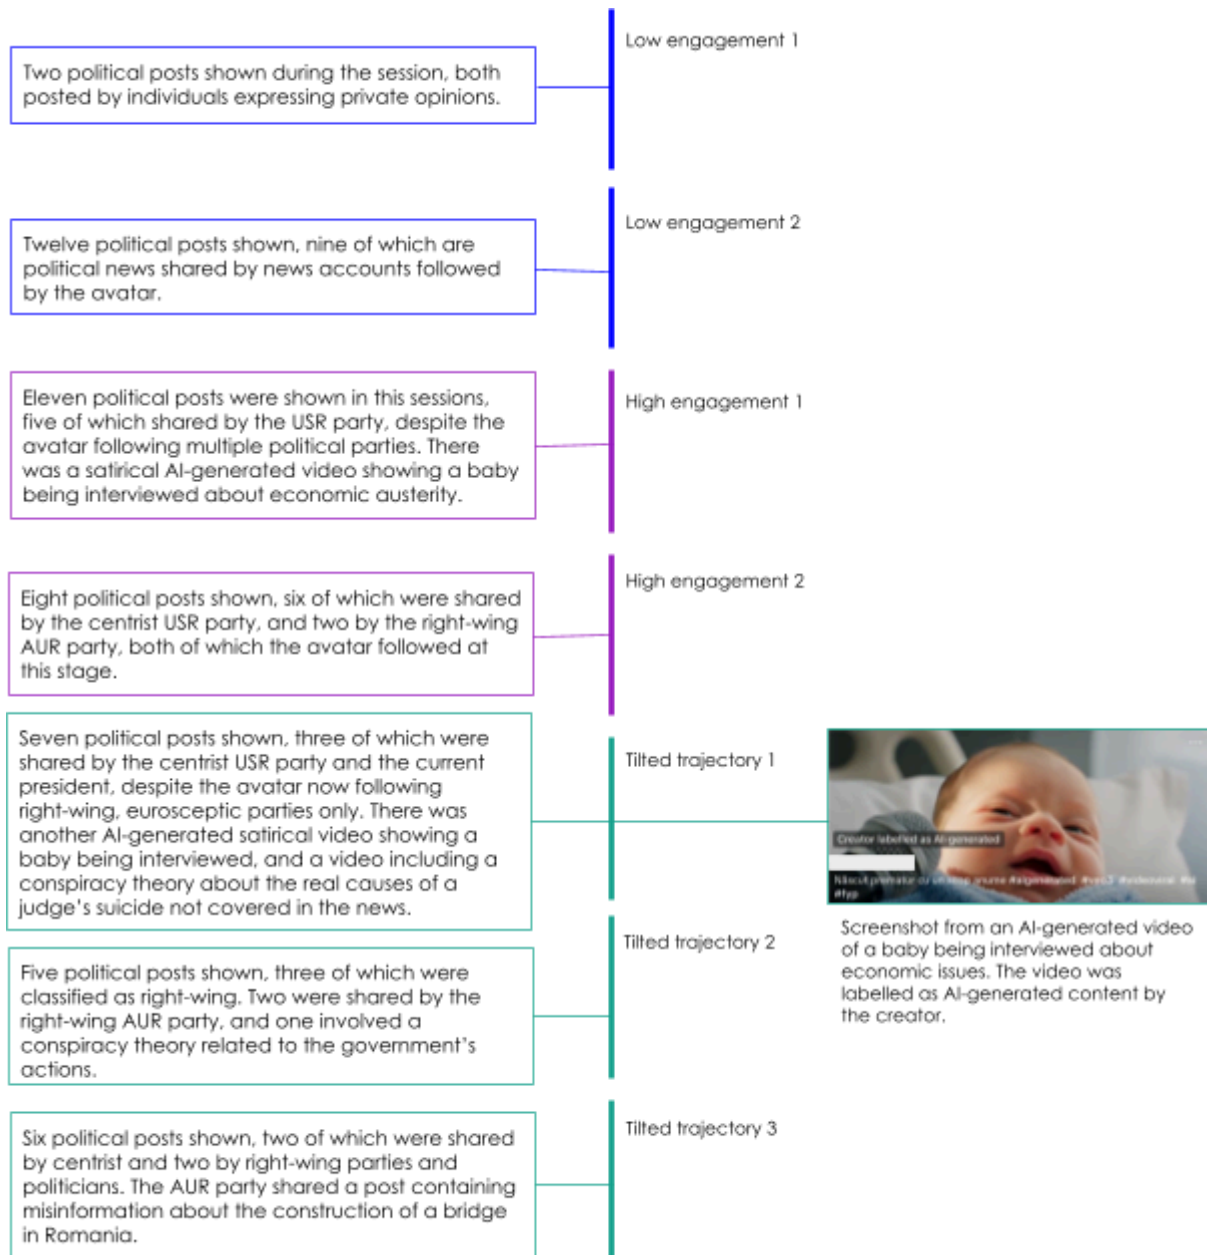 Low engagement 1
Two political posts shown during the session, both
posted by individuals expressing private opinions.
Low engagement 2
Twelve political posts shown, nine of which are
political news shared by news accounts followed
by the avatar.
High engagement 1
Eleven political posts were shown in this sessions,
five of which shared by the USR party, despite the
avatar following multiple political parties. There
was a satirical AI-generated video showing a baby
being interviewed about economic austerity.
High engagement 2
Eight political posts shown, six of which were shared
by the centrist USR party, and two by the right-wing
AUR party, both of which the avatar followed at
this stage.
Tilted trajectory 1
Seven political posts shown, three of which were
shared by the centrist USR party and the current
president, despite the avatar now following
right-wing, eurosceptic parties only. There was
another AI-generated satirical video showing a
baby being interviewed, and a video including a
conspiracy theory about the real causes of a
judge's suicide not covered in the news.
Creator labelled as AI-generated
Născut prematur cu un scop anume #aigenerated #veo3 #videoviral #ai
#fyp
Screenshot from an AI-generated video
of a baby being interviewed about
economic issues. The video was
labelled as AI-generated content by
the creator.
Tilted trajectory 2
Five political posts shown, three of which were
classified as right-wing. Two were shared by the
right-wing AUR party, and one involved a
conspiracy theory related to the government's
actions.
Tilted trajectory 3
Six political posts shown, two of which were shared
by centrist and two by right-wing parties and
politicians. The AUR party shared a post containing
misinformation about the construction of a bridge
in Romania.